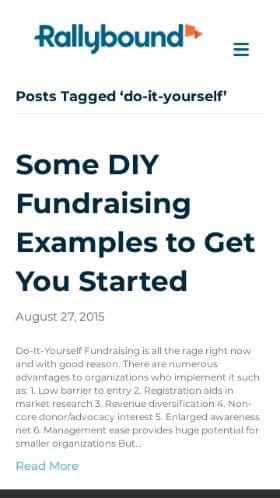 Rallybound
Posts Tagged ‘do-it-yourself’
Some DIY
Fundraising
Examples to Get
You Started
August 27, 2015
Do-It-Yourself Fundraising is all the rage right now
and with good reason. There are numerous
advantages to organizations who implement it such
as: 1. Low barrier to entry 2. Registration aids in
market research 3. Revenue diversification 4. Non-
core donor/advocacy interest 5. Enlarged awareness
net 6. Management ease provides huge potential for
smaller organizations But...
Read More